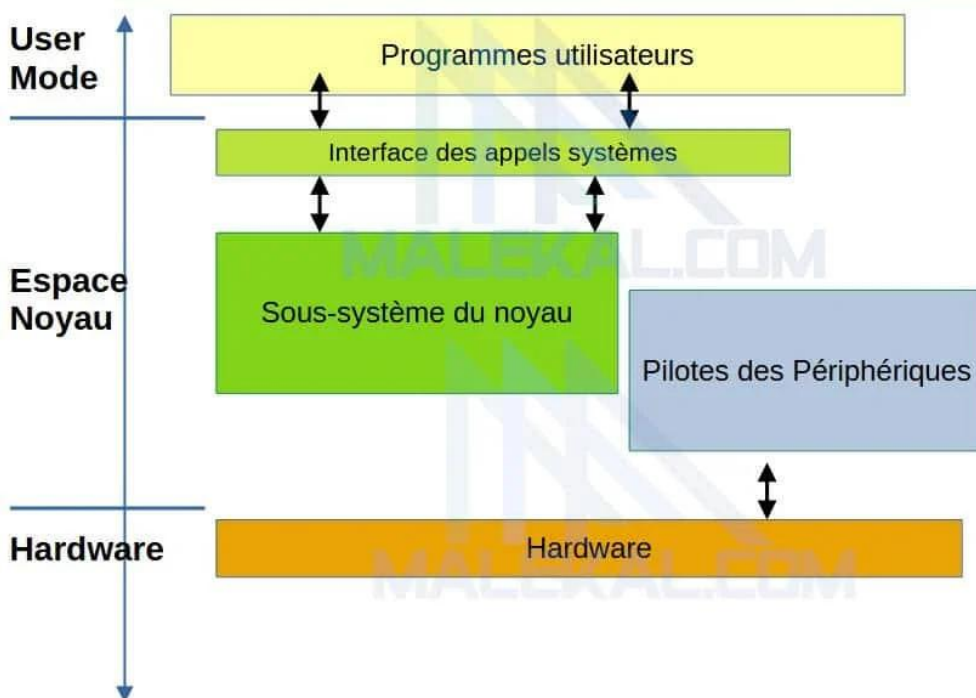 User
Mode
Programmes utilisateurs
Interface des appels systèmes
MALEKAL.COM
Espace
Noyau
Sous-système du noyau
Pilotes des Périphériques
Hardware
Hardware
MALEKAL.COM